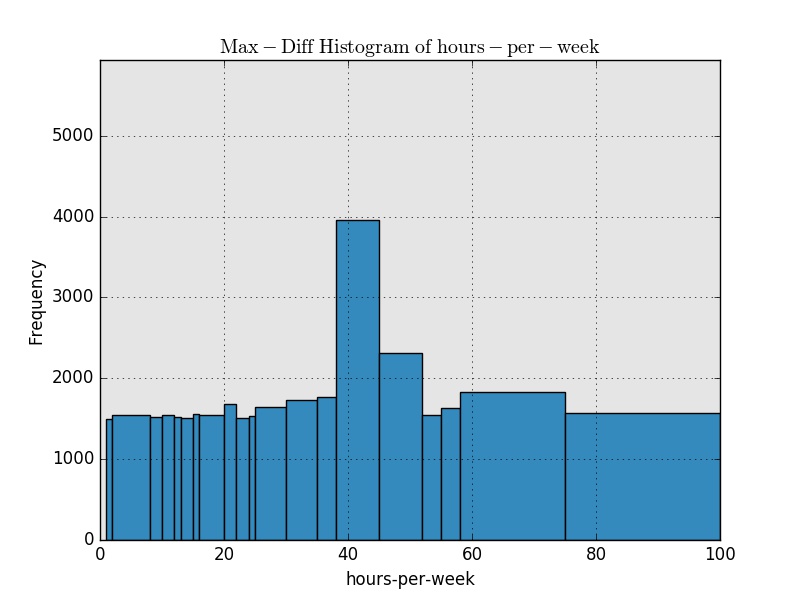 Max − Diff Histogram of hours − per − week
5000
4000
3000
2000
1000
0
Frequency
0 20 40 60 80 100
hours-per-week